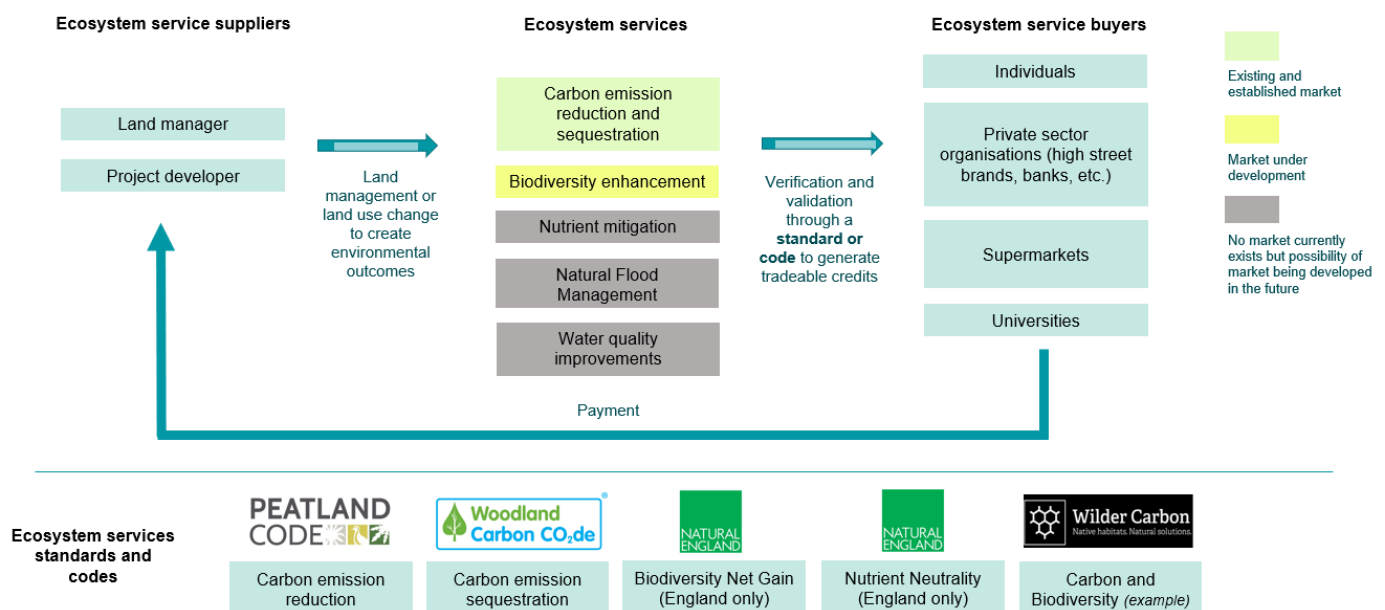 Ecosystem service suppliers
Ecosystem services
Ecosystem service buyers
Land manager
Project developer
Land
management or
land use change
to create
environmental
outcomes
Carbon emission
reduction and
sequestration
Biodiversity enhancement
Nutrient mitigation
Natural Flood
Management
Water quality
improvements
Verification and
validation
through a
standard or
code to generate
tradeable credits
Individuals
Private sector
organisations (high street
brands, banks, etc.)
Supermarkets
Universities
Existing and
established market
Market under
development
No market currently
exists but possibility of
market being developed
in the future
Payment
Ecosystem services
standards and
codes
PEATLAND
CODE
Carbon emission
reduction
Woodland
Carbon CO₂de
®
Carbon emission
sequestration
NATURAL
ENGLAND
Biodiversity Net Gain
(England only)
NATURAL
ENGLAND
Nutrient Neutrality
(England only)
Wilder Carbon
Native habitats. Natural solutions.
Carbon and
Biodiversity (example)